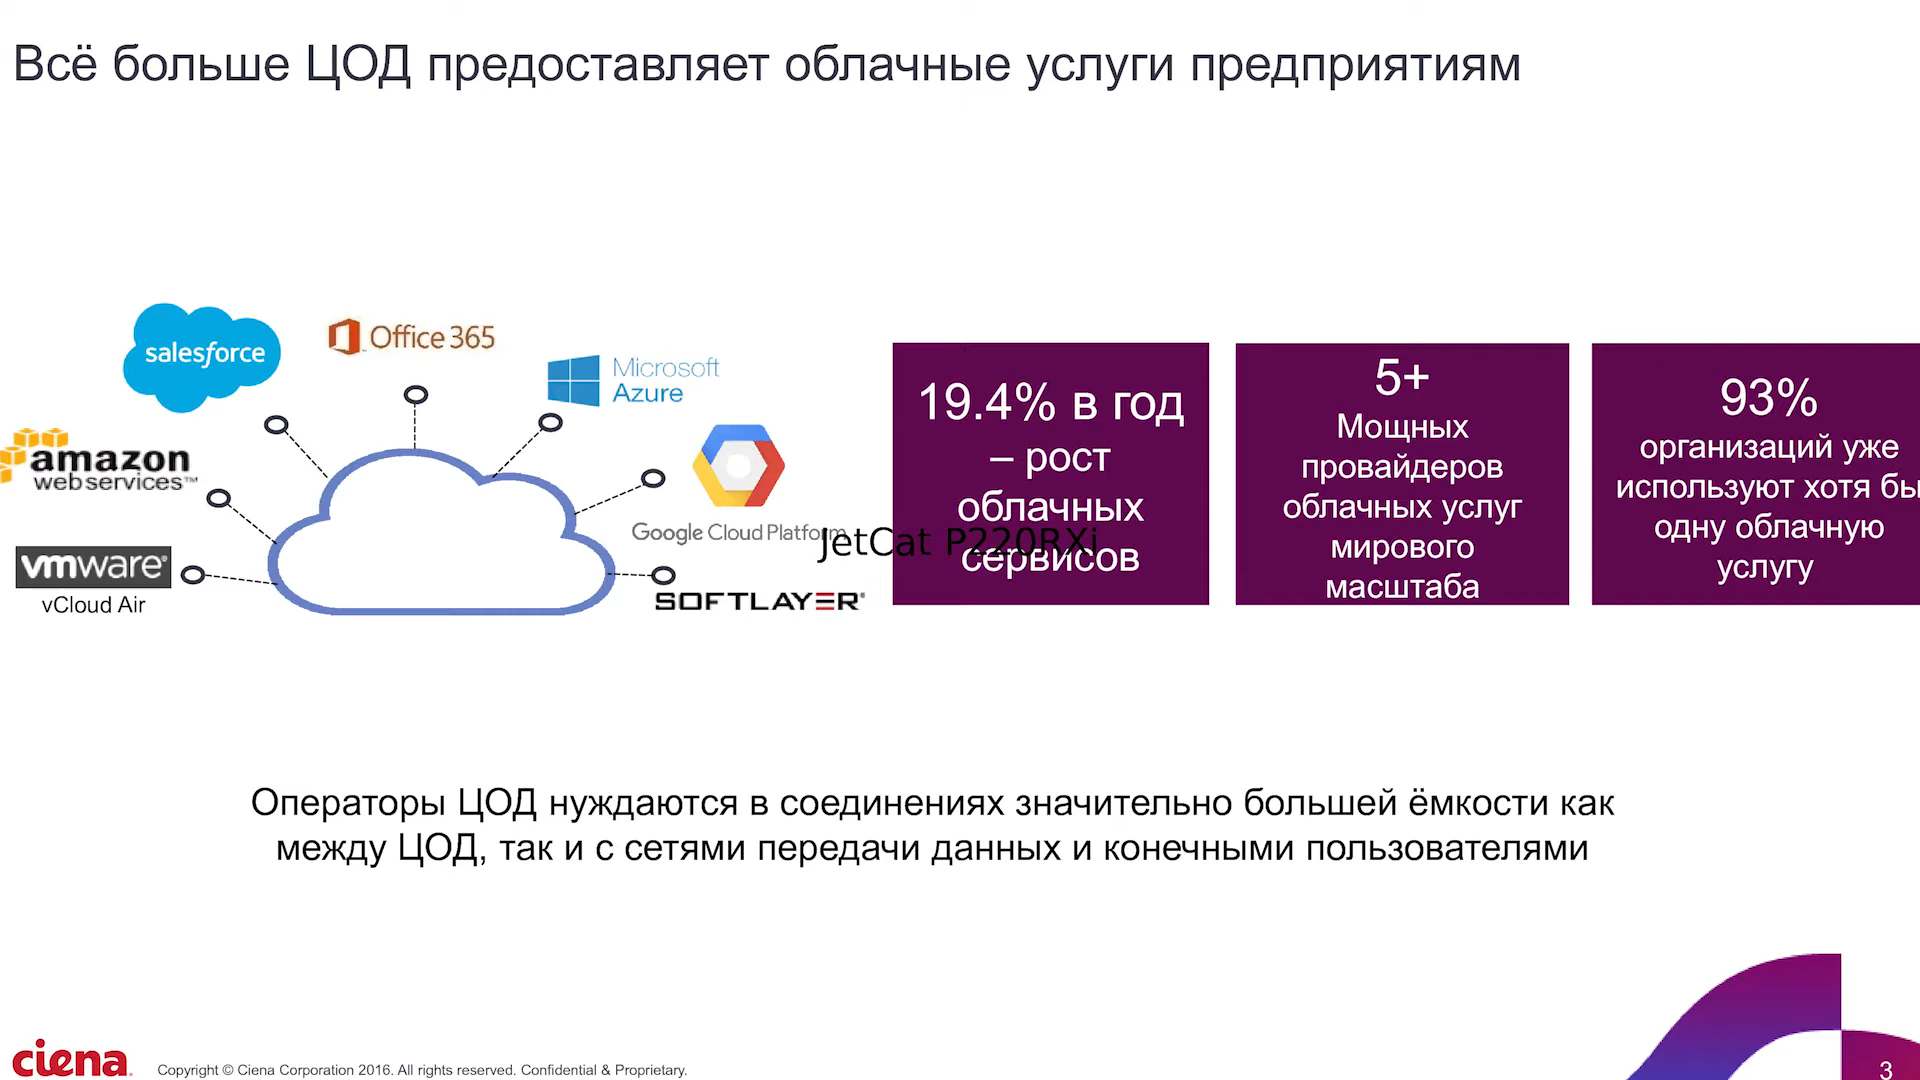 Всё больше ЦОД предоставляет облачные услуги предприятиям
salesforce
Office 365
Microsoft
Azure
amazon
webservices™
Google Cloud Platform
vmware®
vCloud Air
SOFTLAYER®
19.4% в год
– рост
облачных
сервисов
JetCat P220RXi
5+
Мощных
провайдеров
облачных услуг
мирового
масштаба
93%
организаций уже
используют хотя бы
одну облачную
услугу
Операторы ЦОД нуждаются в соединениях значительно большей ёмкости как
между ЦОД, так и с сетями передачи данных и конечными пользователями
ciena®
Copyright © Ciena Corporation 2016. All rights reserved. Confidential & Proprietary.
3